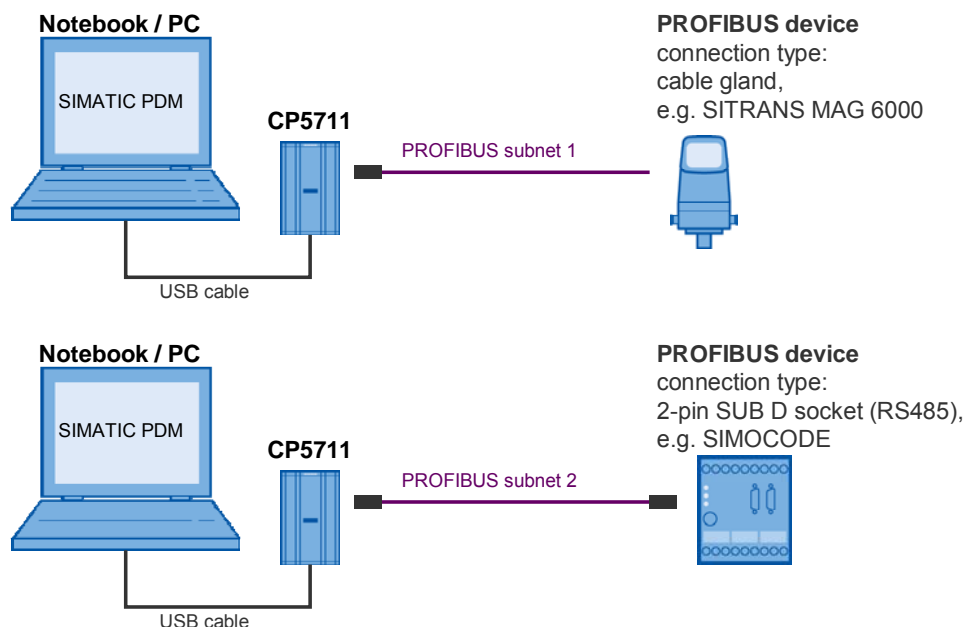 Notebook / PC
SIMATIC PDM
CP5711
PROFIBUS subnet 1
USB cable
PROFIBUS device
connection type:
cable gland,
e.g. SITRANS MAG 6000
Notebook / PC
SIMATIC PDM
CP5711
PROFIBUS subnet 2
USB cable
PROFIBUS device
connection type:
2-pin SUB D socket (RS485),
e.g. SIMOCODE